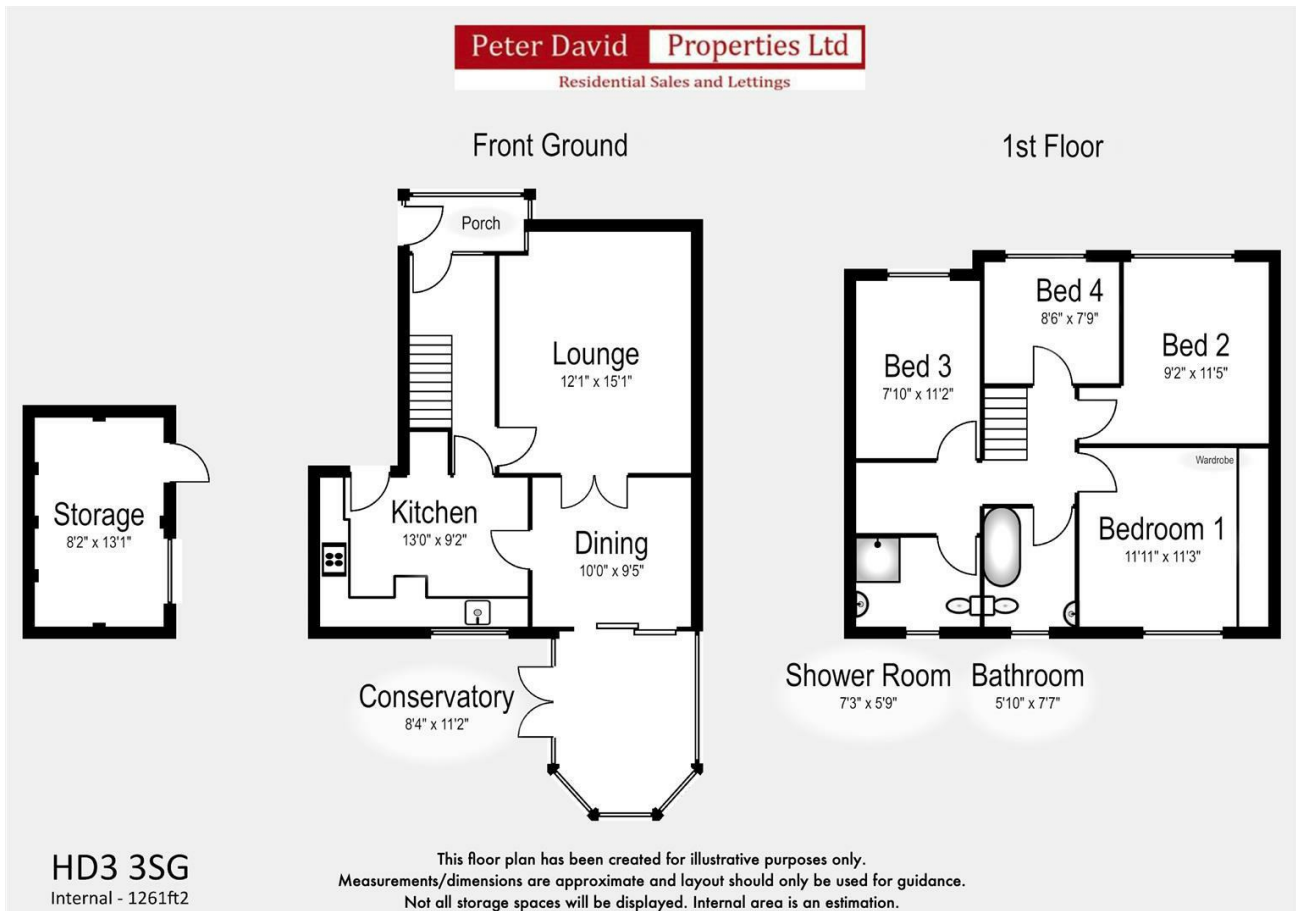 Peter David Properties Ltd
Residential Sales and Lettings
Front Ground
1st Floor
Porch
Lounge
12'1" x 15'1"
Kitchen
13'0" x 9'2"
Dining
10'0" x 9'5"
Storage
8'2" x 13'1"
Conservatory
8'4" x 11'2"
Bed 4
8'6" x 7'9"
Bed 3
7'10" x 11'2"
Bed 2
9'2" x 11'5"
Wardrobe
Bedroom 1
11'11" x 11'3"
Shower Room
7'3" x 5'9"
Bathroom
5'10" x 7'7"
HD3 3SG
Internal - 1261ft2
This floor plan has been created for illustrative purposes only.
Measurements/dimensions are approximate and layout should only be used for guidance.
Not all storage spaces will be displayed. Internal area is an estimation.